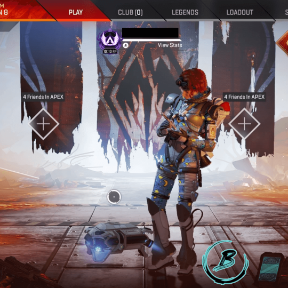 PLAY
CLUB (0)
LEGENDS
LOADOUT
View Stats
4 Friends In APEX
4 Friends In APEX
B